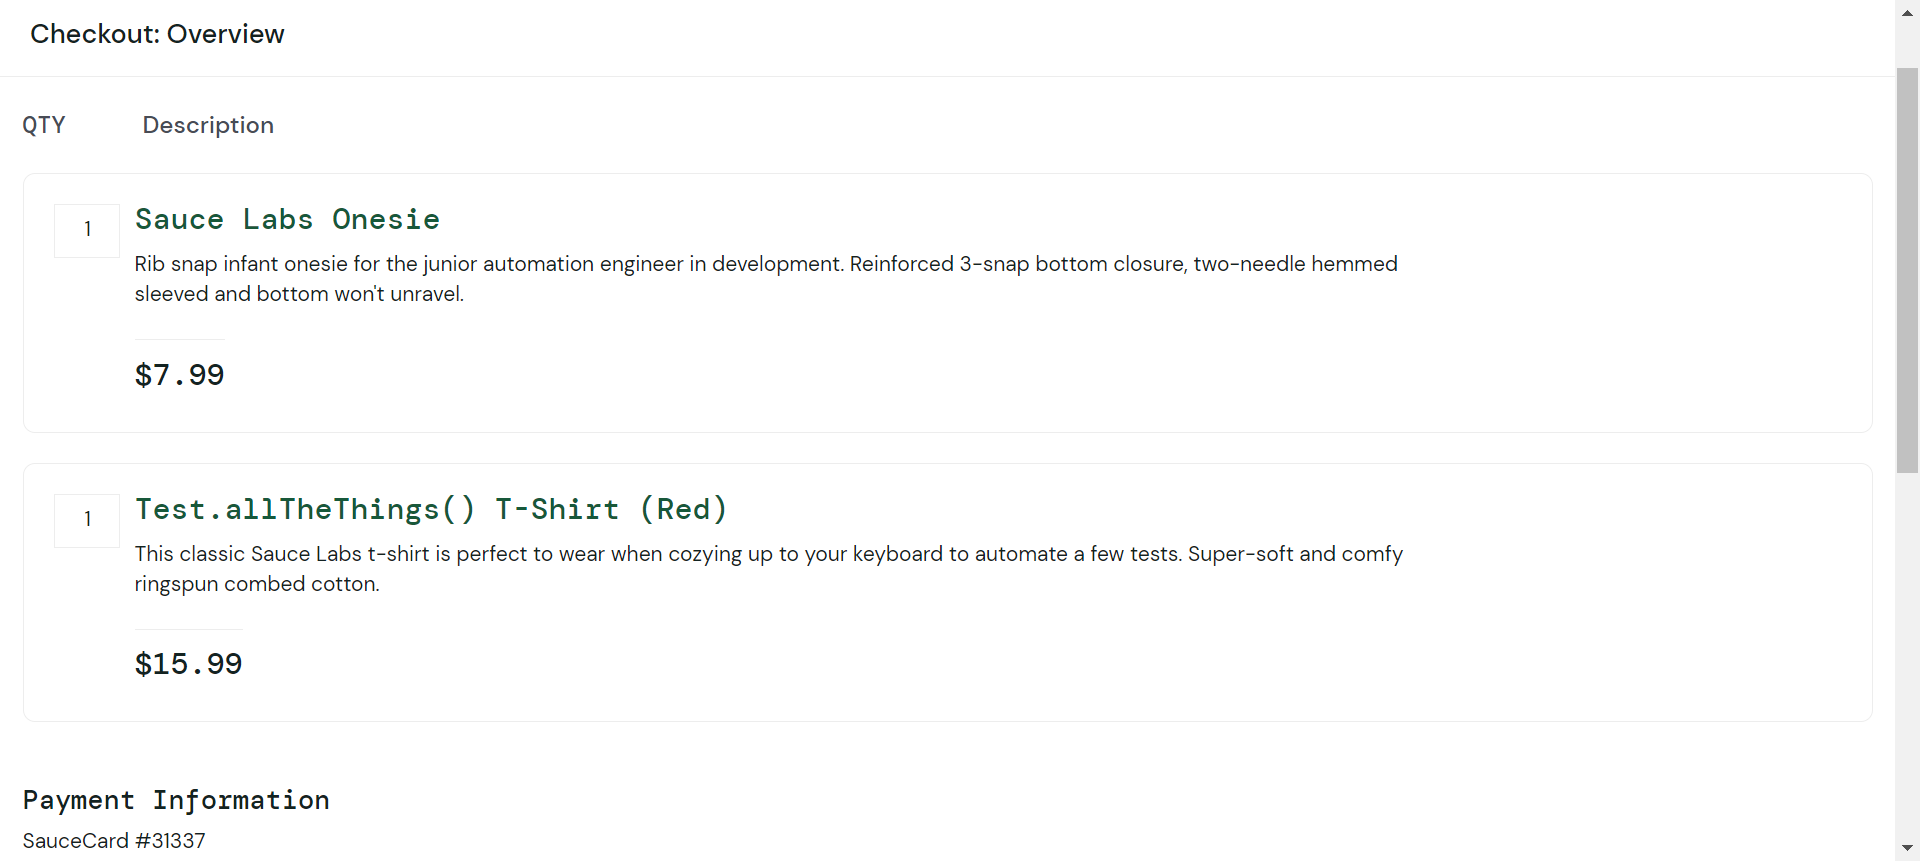 Checkout: Overview
QTY Description
1 Sauce Labs Onesie
Rib snap infant onesie for the junior automation engineer in development. Reinforced 3-snap bottom closure, two-needle hemmed
sleeved and bottom won't unravel.
$7.99
1 Test.allTheThings() T-Shirt (Red)
This classic Sauce Labs t-shirt is perfect to wear when cozying up to your keyboard to automate a few tests. Super-soft and comfy
ringspun combed cotton.
$15.99
Payment Information
SauceCard #31337